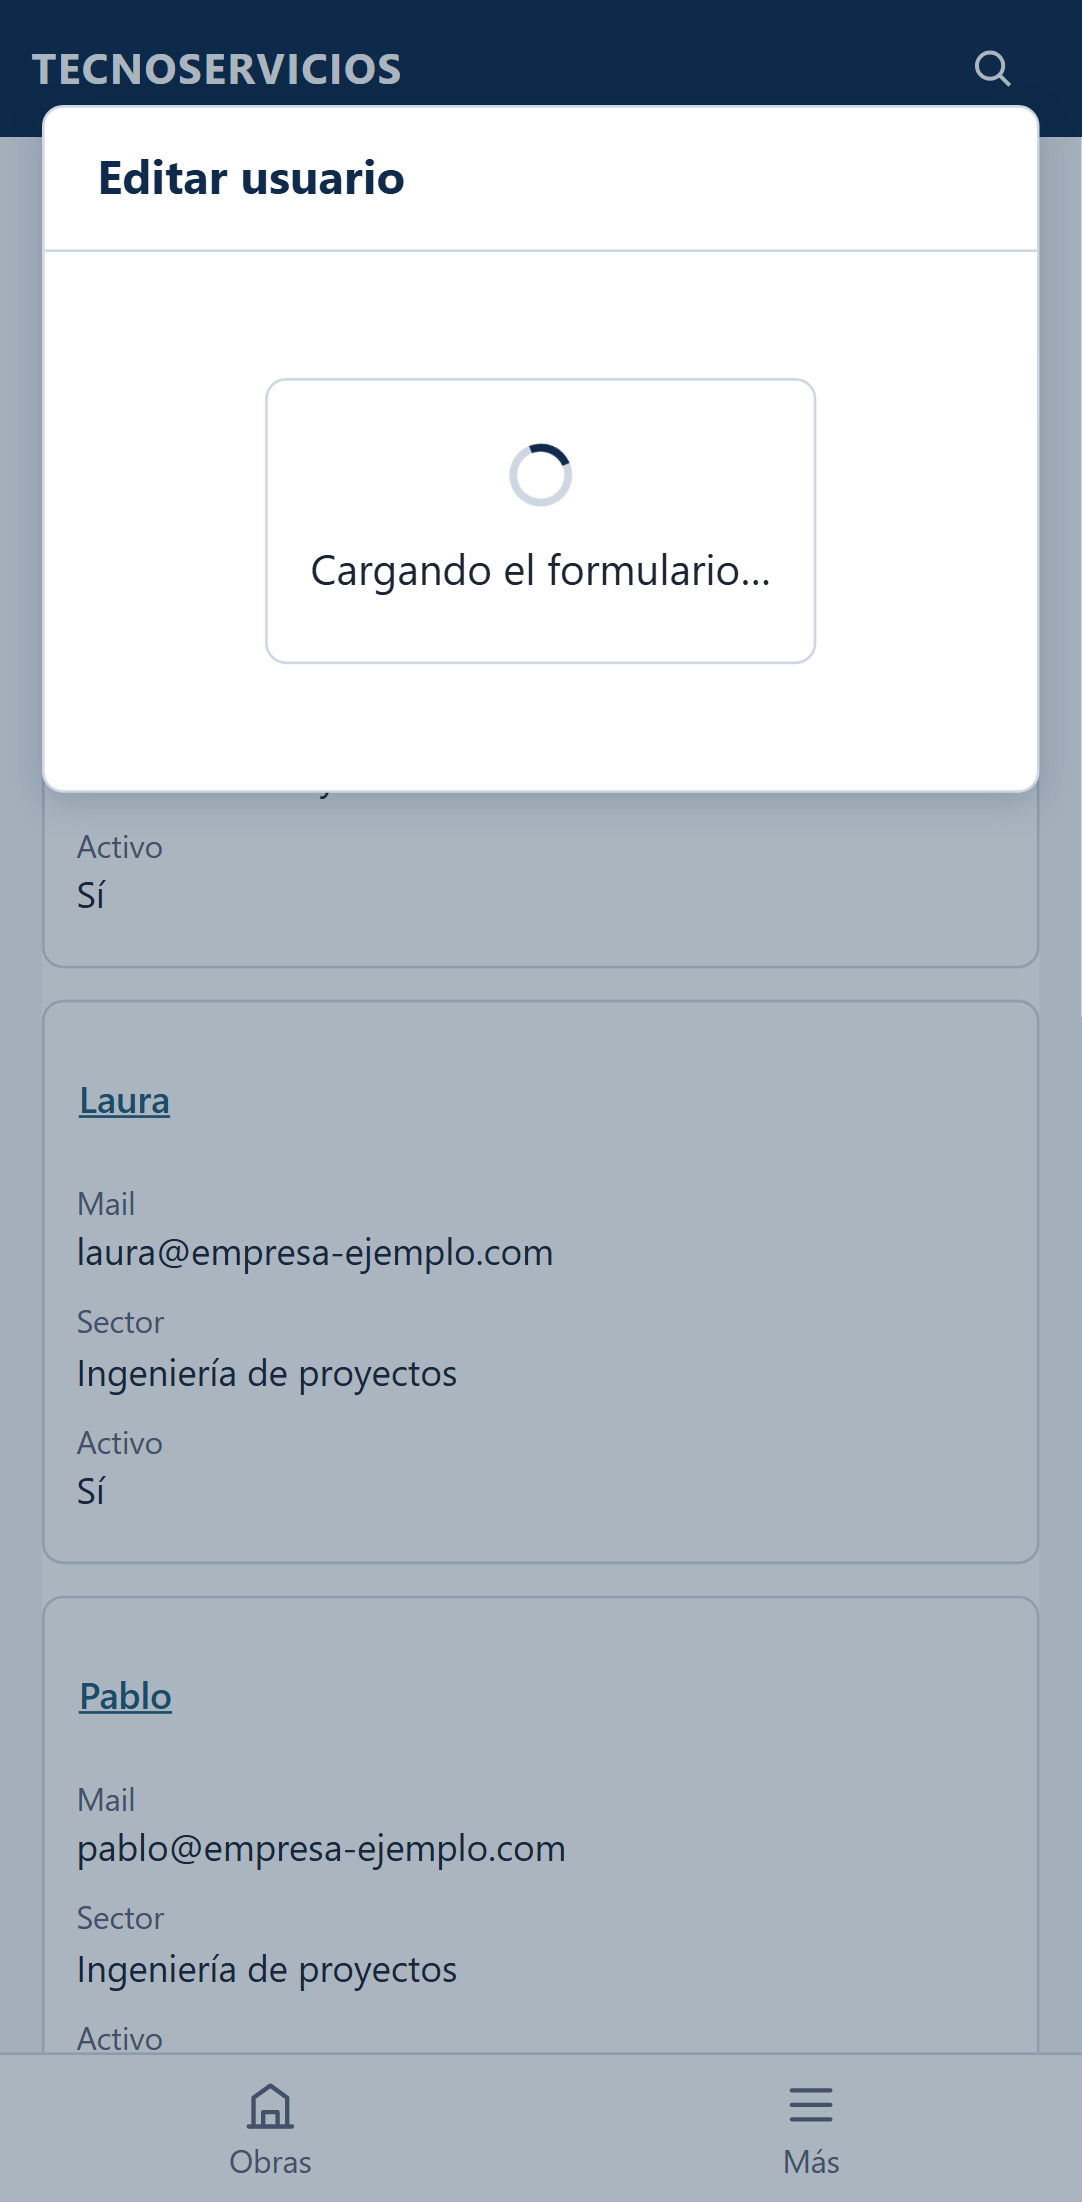 TECNOSERVICIOS
Editar usuario
Cargando el formulario...
Activo
Sí
Laura
Mail
laura@empresa-ejemplo.com
Sector
Ingeniería de proyectos
Activo
Sí
Pablo
Mail
pablo@empresa-ejemplo.com
Sector
Ingeniería de proyectos
Activo
Obras
Más